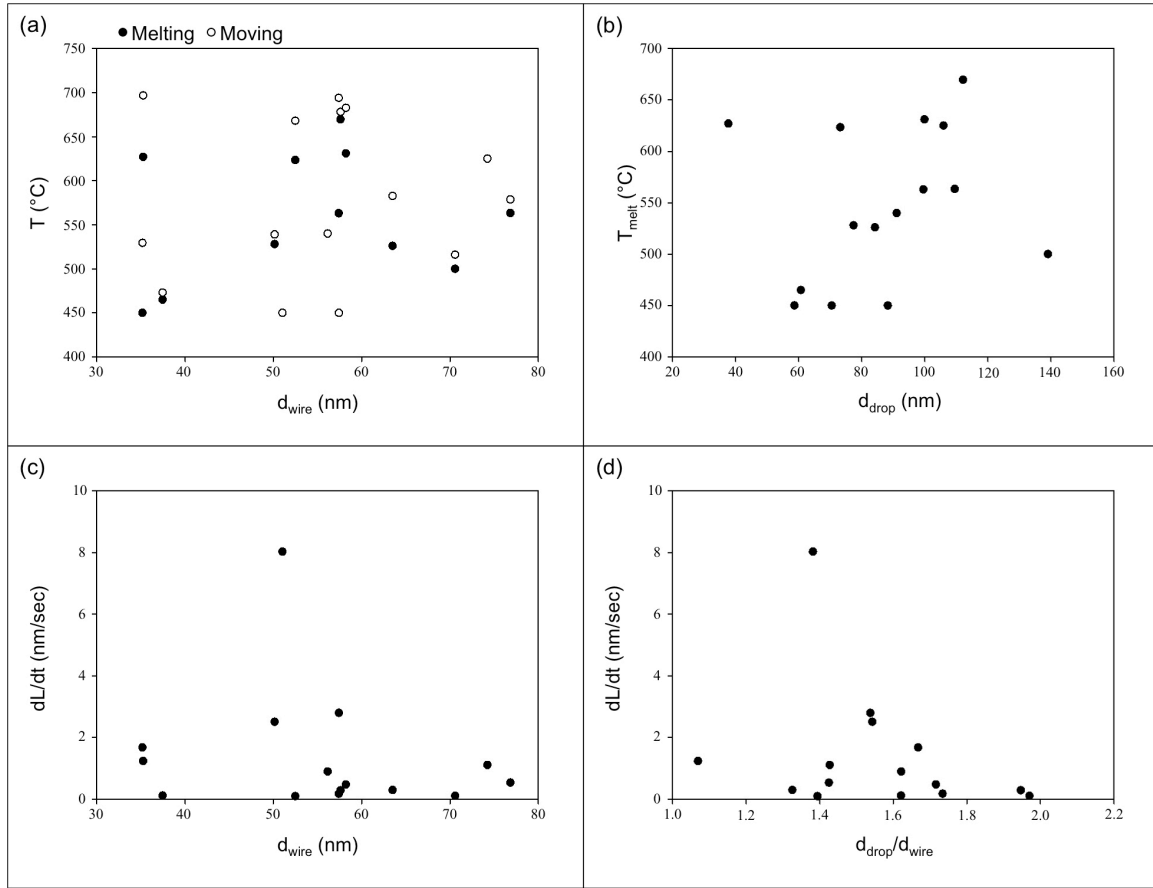 (a)
● Melting ○ Moving
750
700
650
600
550
500
450
400
T (°C)
30 40 50 60 70 80
d_wire (nm)
(b)
700
650
600
550
500
450
400
T_melt (°C)
20 40 60 80 100 120 140 160
d_drop (nm)
(c)
10
8
6
4
2
0
dL/dt (nm/sec)
30 40 50 60 70 80
d_wire (nm)
(d)
10
8
6
4
2
0
dL/dt (nm/sec)
1.0 1.2 1.4 1.6 1.8 2.0 2.2
d_drop/d_wire